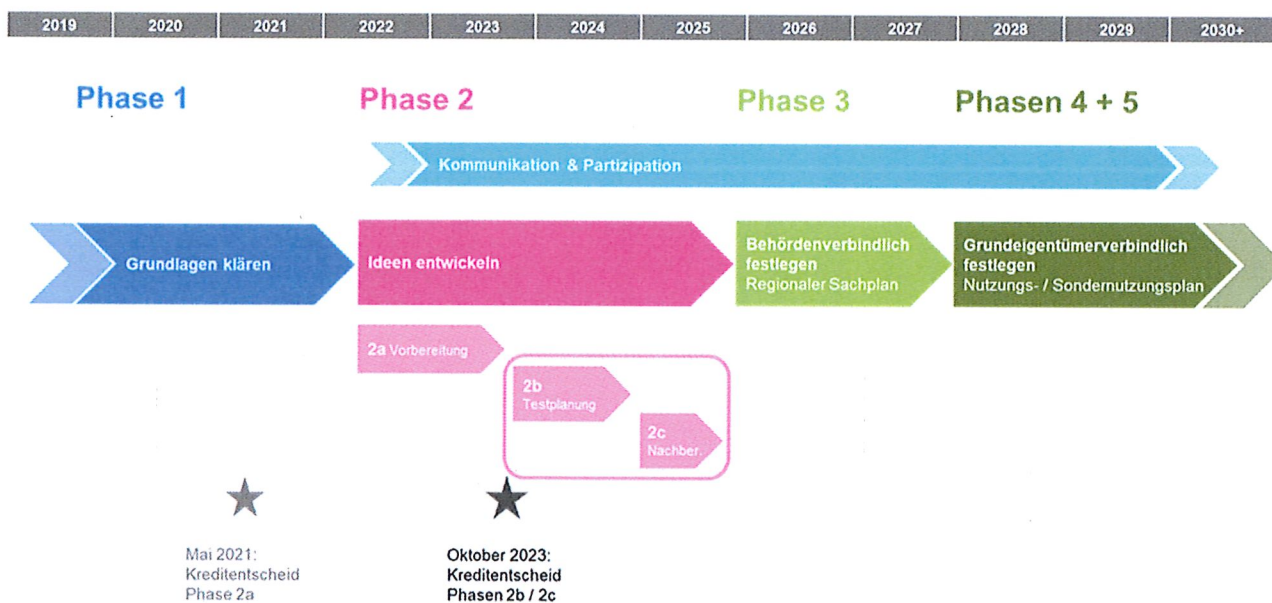 2019 2020 2021 2022 2023 2024 2025 2026 2027 2028 2029 2030+
Phase 1 Phase 2 Phase 3 Phasen 4 + 5
Kommunikation & Partizipation
Grundlagen klären
Ideen entwickeln
Behördenverbindlich
festlegen
Regionaler Sachplan
Grundeigentümerverbindlich
festlegen
Nutzungs- / Sondernutzungsplan
2a Vorbereitung
2b
Testplanung
2c
Nachber.
Mai 2021:
Kreditentscheid
Phase 2a
Oktober 2023:
Kreditentscheid
Phasen 2b / 2c